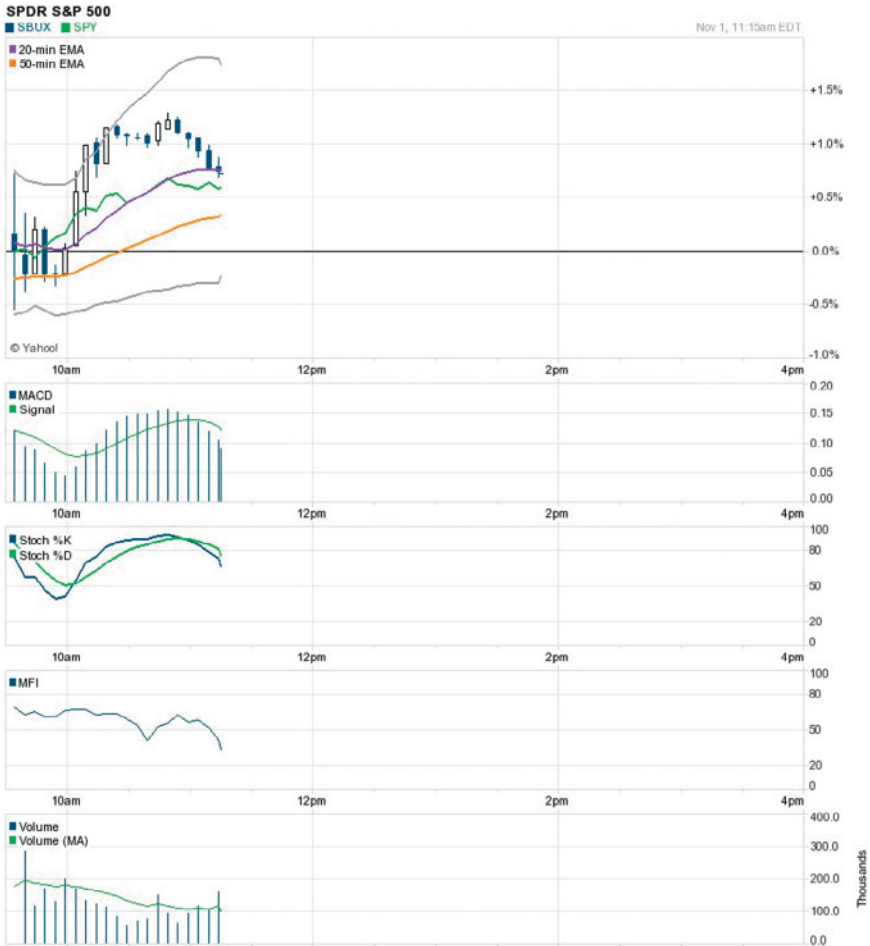 SPDR S&P 500
SBUX SPY
Nov 1, 11:15am EDT
20-min EMA
50-min EMA
+1.5%
+1.0%
+0.5%
0.0%
-0.5%
-1.0%
© Yahoo!
10am 12pm 2pm 4pm
MACD
Signal
0.20
0.15
0.10
0.05
0.00
10am 12pm 2pm 4pm
Stoch %K
Stoch %D
100
80
50
20
0
10am 12pm 2pm 4pm
MFI
100
80
50
20
0
10am 12pm 2pm 4pm
Volume
Volume (MA)
400.0
300.0
200.0
100.0
0.0
Thousands